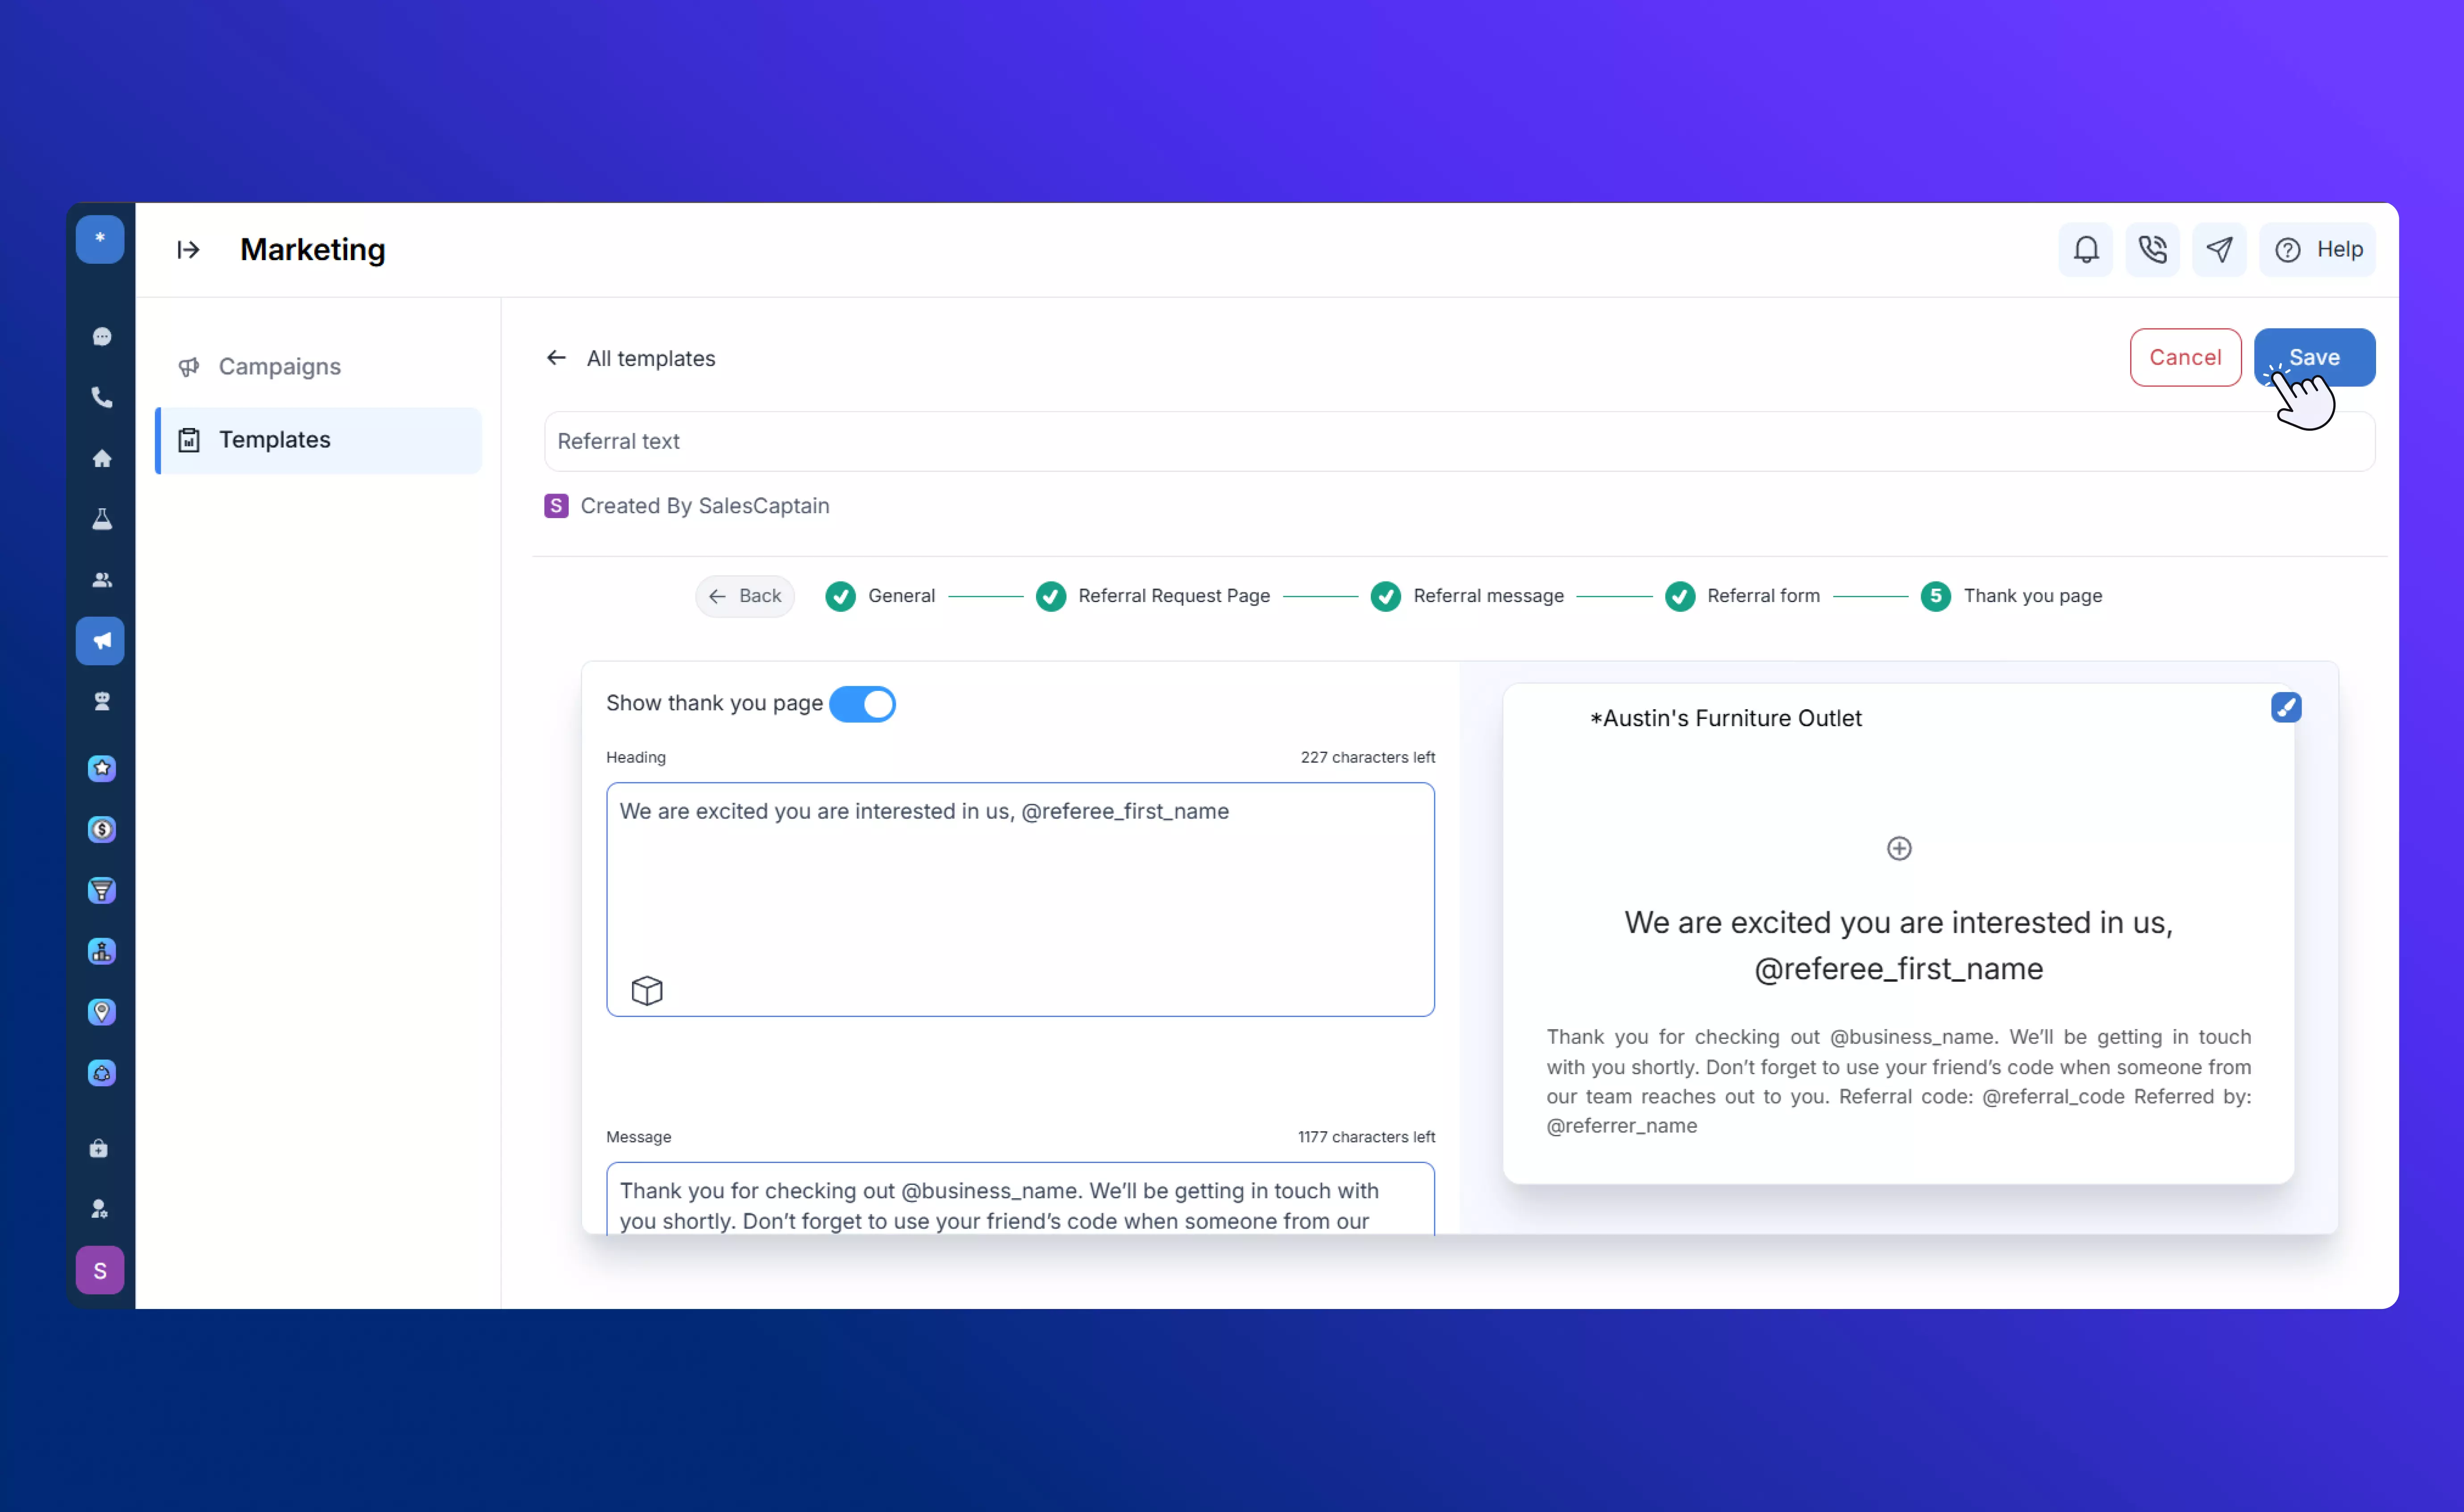 *
Marketing
Help
Campaigns
Templates
All templates
Cancel
Save
Referral text
S Created By SalesCaptain
Back
General
Referral Request Page
Referral message
Referral form
5 Thank you page
Show thank you page
Heading
227 characters left
We are excited you are interested in us, @referee_first_name
Message
1177 characters left
Thank you for checking out @business_name. We’ll be getting in touch with
you shortly. Don’t forget to use your friend’s code when someone from our
*Austin's Furniture Outlet
We are excited you are interested in us,
@referee_first_name
Thank you for checking out @business_name. We’ll be getting in touch
with you shortly. Don’t forget to use your friend’s code when someone from
our team reaches out to you. Referral code: @referral_code Referred by:
@referrer_name
S